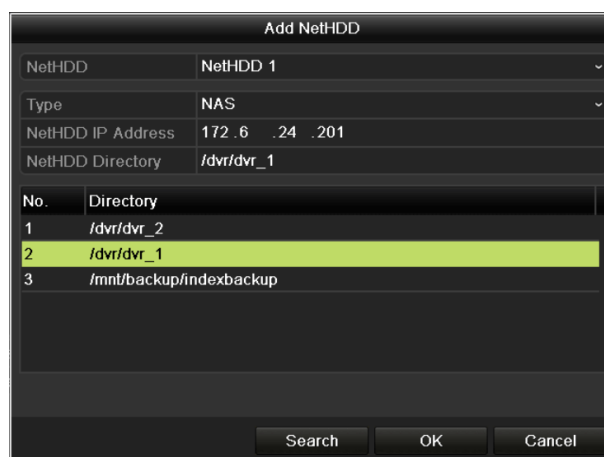 Add NetHDD
NetHDD NetHDD 1
Type NAS
NetHDD IP Address 172 .6 .24 .201
NetHDD Directory /dvr/dvr_1
No. Directory
1 /dvr/dvr_2
2 /dvr/dvr_1
3 /mnt/backup/indexbackup
Search OK Cancel